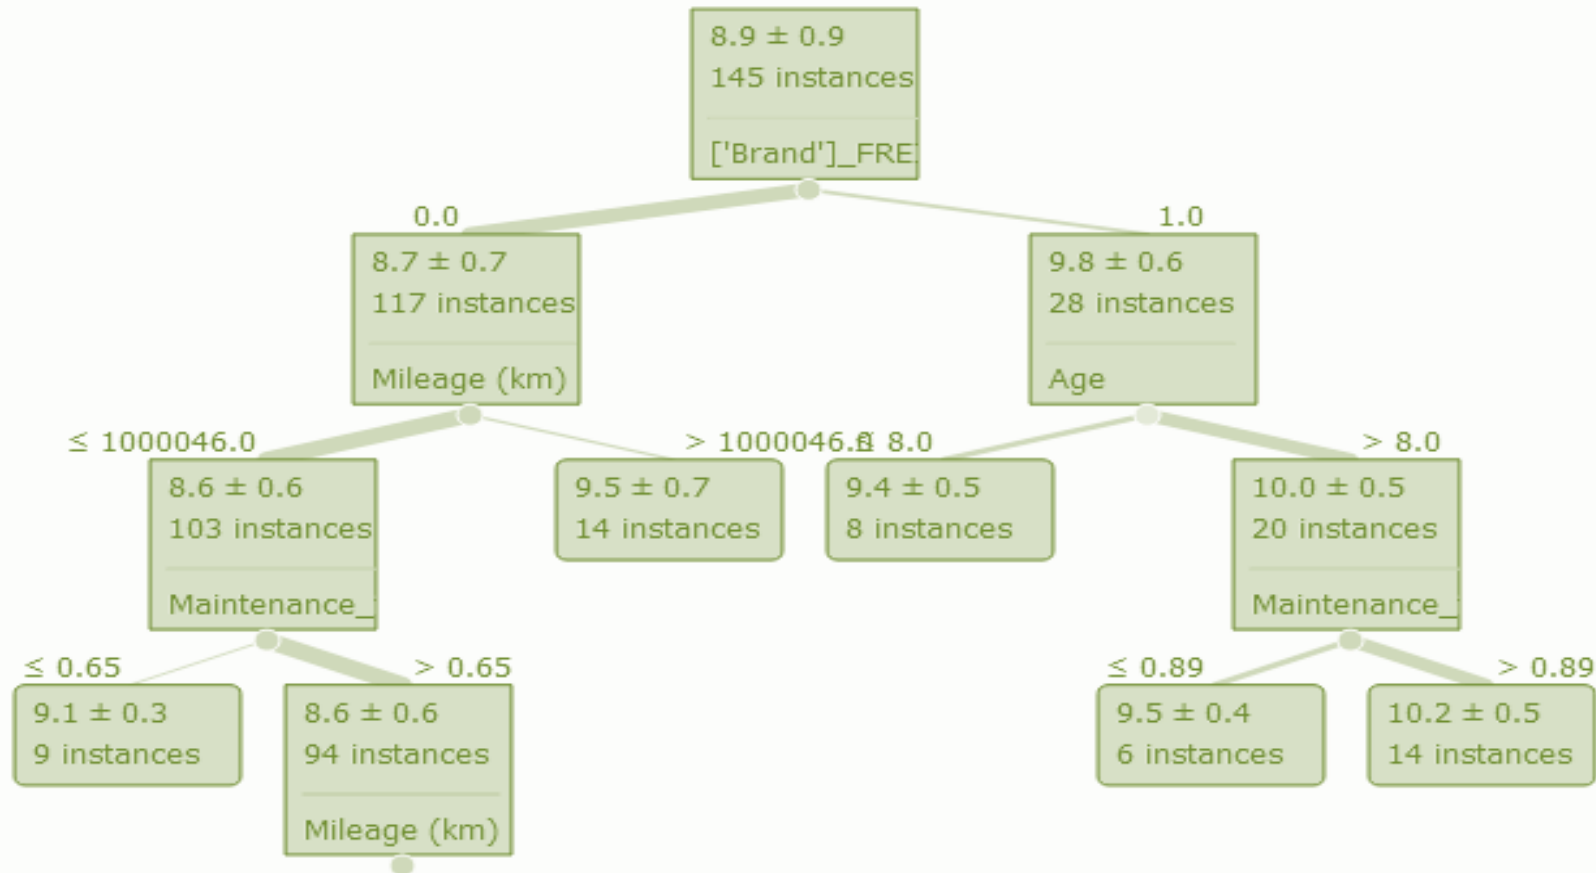 8.9 ± 0.9
145 instances
['Brand']_FRE
0.0
1.0
8.7 ± 0.7
117 instances
Mileage (km)
9.8 ± 0.6
28 instances
Age
≤ 1000046.0
> 1000046.0
≤ 8.0
> 8.0
8.6 ± 0.6
103 instances
Maintenance_
9.5 ± 0.7
14 instances
9.4 ± 0.5
8 instances
10.0 ± 0.5
20 instances
Maintenance_
≤ 0.65
> 0.65
≤ 0.89
> 0.89
9.1 ± 0.3
9 instances
8.6 ± 0.6
94 instances
Mileage (km)
9.5 ± 0.4
6 instances
10.2 ± 0.5
14 instances